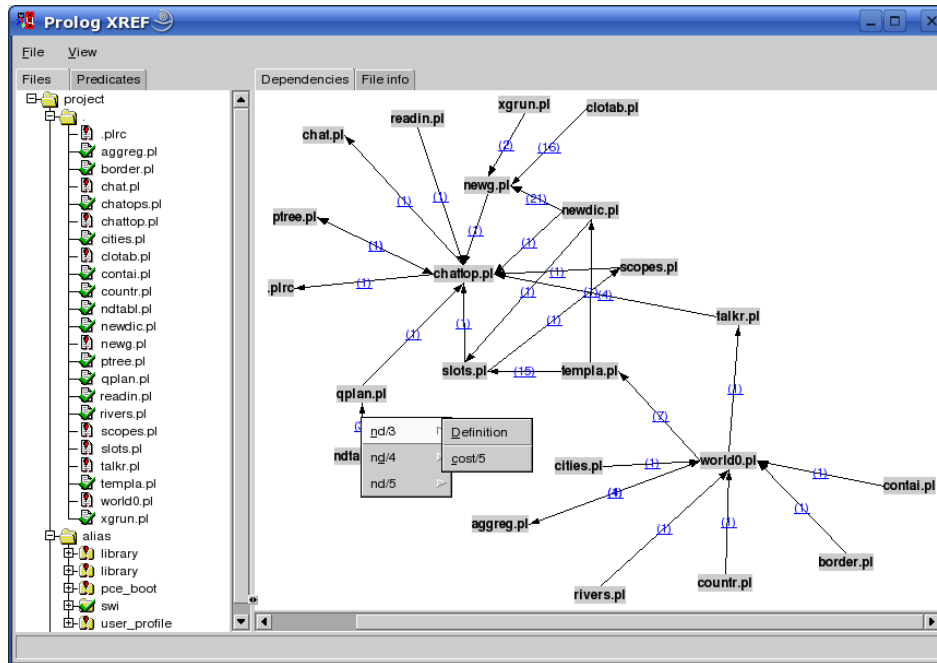 Prolog XREF
File View
Files Predicates
Dependencies File info
project
.
.plrc
aggreg.pl
border.pl
chat.pl
chatops.pl
chattop.pl
cities.pl
clotab.pl
contai.pl
countr.pl
ndtabl.pl
newdic.pl
newg.pl
ptree.pl
qplan.pl
readin.pl
rivers.pl
scopes.pl
slots.pl
talkr.pl
templa.pl
world0.pl
xgrun.pl
alias
library
library
pce_boot
swi
user_profile
xgrun.pl
clotab.pl
readin.pl
chat.pl
(2)
(16)
newg.pl
(1)
(21)
(1)
newdic.pl
ptree.pl
(1)
(1)
(1)
chattop.pl
(1)
scopes.pl
.plrc
(1)
(1)
(4)
talkr.pl
(1)
(1)
(1)
slots.pl
(15)
templa.pl
(1)
qplan.pl
(7)
nd/3
Definition
nd/4
cost/5
nd/5
cities.pl
(1)
world0.pl
(1)
contai.pl
aggreg.pl
(1)
(1)
(1)
border.pl
countr.pl
rivers.pl